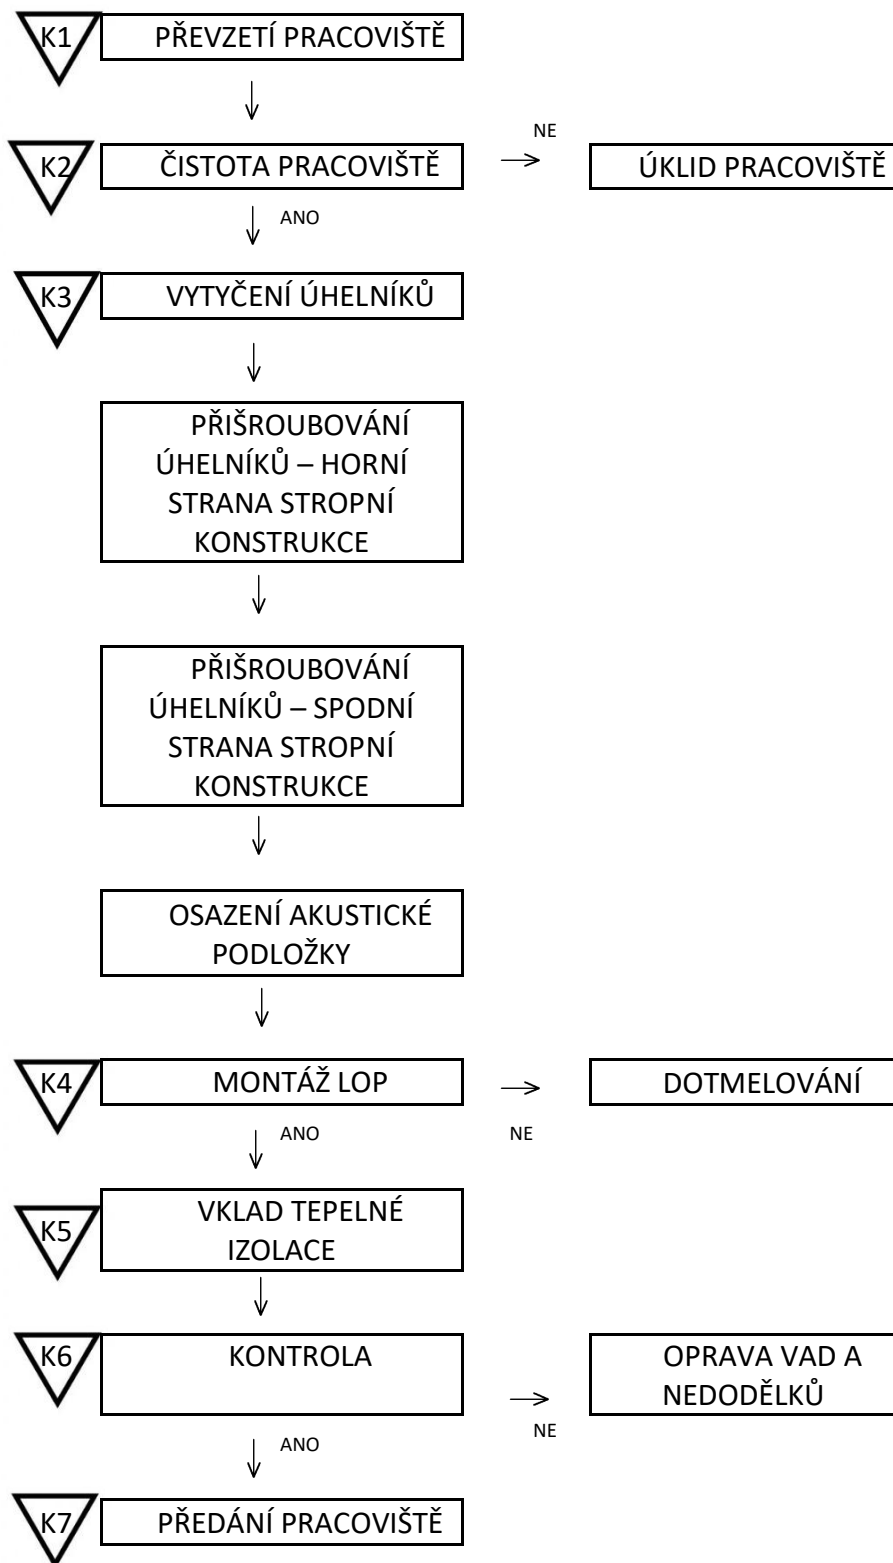 K1
PŘEVZETÍ PRACOVIŠTĚ
K2
ČISTOTA PRACOVIŠTĚ
NE
ÚKLID PRACOVIŠTĚ
ANO
K3
VYTYČENÍ ÚHELNÍKŮ
PŘIŠROUBOVÁNÍ
ÚHELNÍKŮ – HORNÍ
STRANA STROPNÍ
KONSTRUKCE
PŘIŠROUBOVÁNÍ
ÚHELNÍKŮ – SPODNÍ
STRANA STROPNÍ
KONSTRUKCE
OSAZENÍ AKUSTICKÉ
PODLOŽKY
K4
MONTÁŽ LOP
DOTMELOVÁNÍ
ANO
NE
K5
VKLAD TEPELNÉ
IZOLACE
K6
KONTROLA
OPRAVA VAD A
NEDODĚLKŮ
NE
ANO
K7
PŘEDÁNÍ PRACOVIŠTĚ